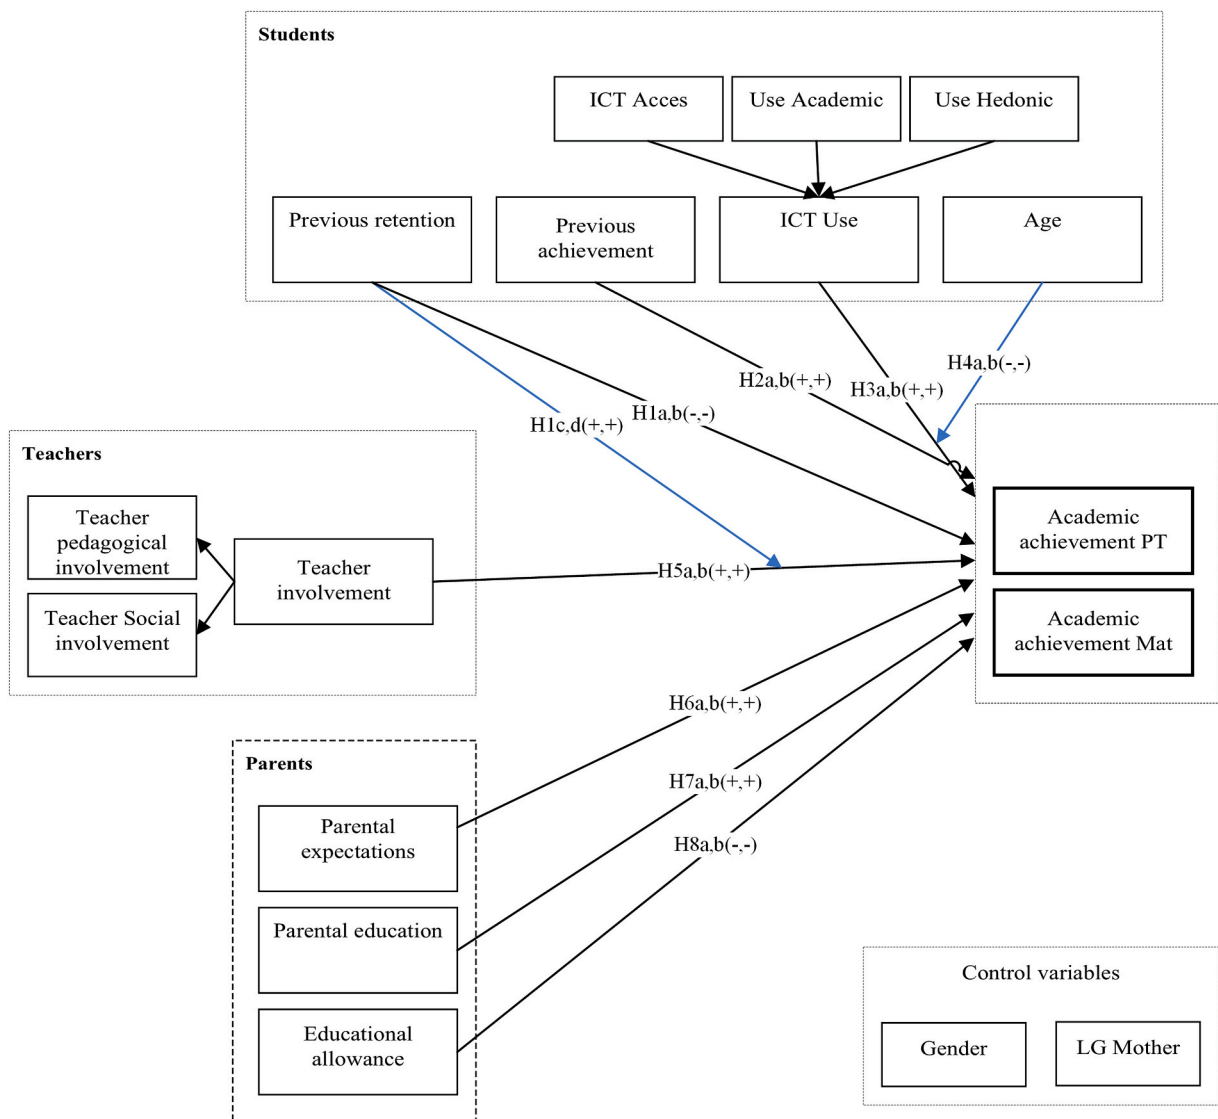 Students
ICT Acces
Use Academic
Use Hedonic
Previous retention
Previous
achievement
ICT Use
Age
H4a,b(-,-)
H2a,b(+,+)
H3a,b(+,+)
H1a,b(-,-)
H1c,d(+,+)
Teachers
Teacher
pedagogical
involvement
Teacher Social
involvement
Teacher
involvement
H5a,b(+,+)
Academic
achievement PT
Academic
achievement Mat
H6a,b(+,+)
H7a,b(+,+)
H8a,b(-,-)
Parents
Parental
expectations
Parental education
Educational
allowance
Control variables
Gender
LG Mother